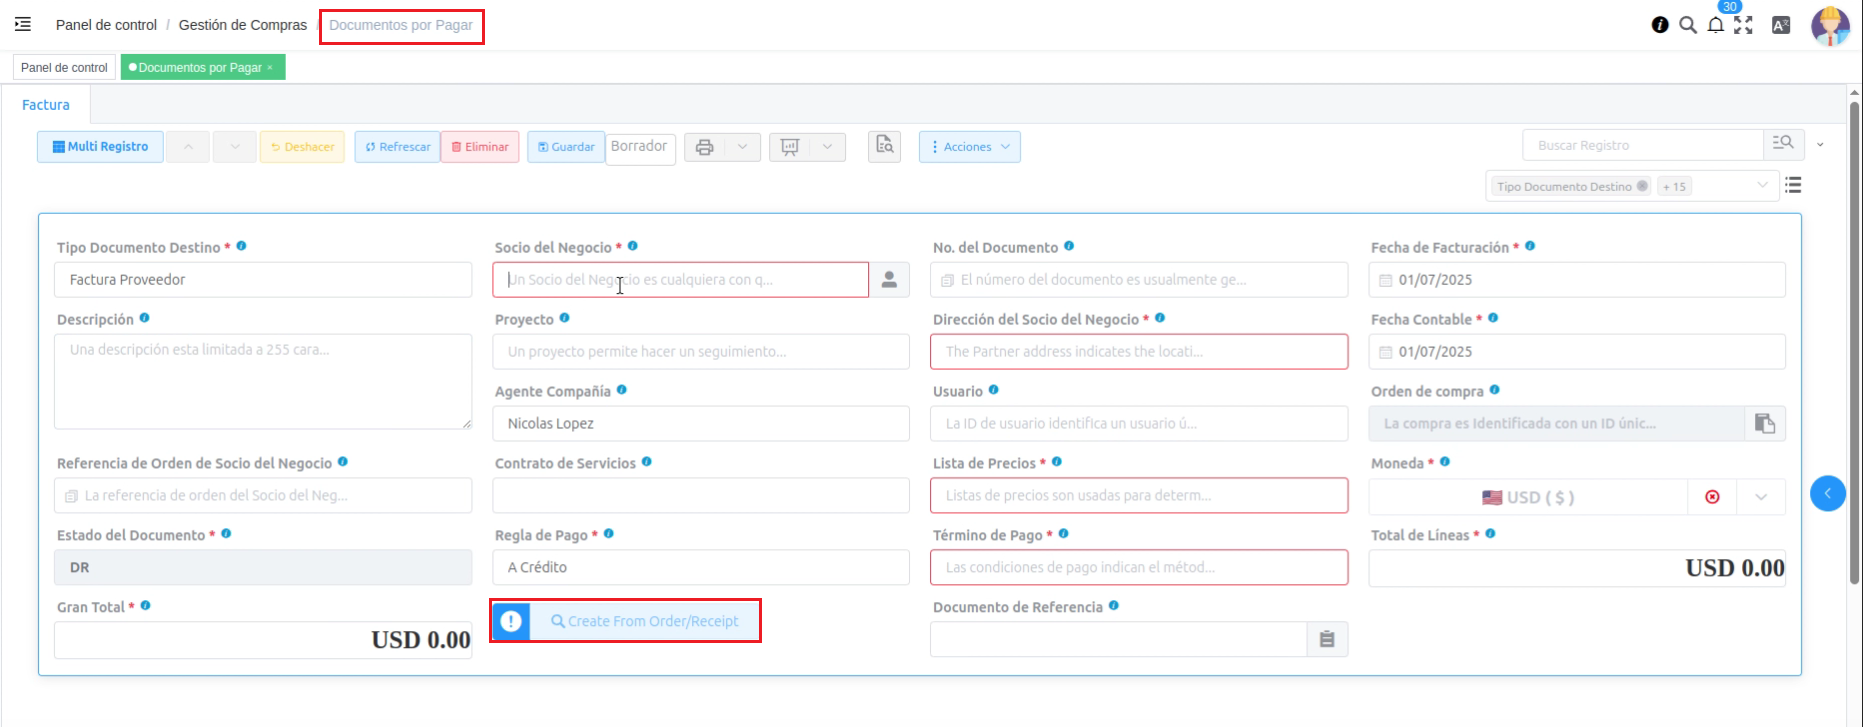 30
Panel de control / Gestión de Compras / Documentos por Pagar
Panel de control
Documentos por Pagar ×
Factura
Multi Registro
Deshacer
Refrescar
Eliminar
Guardar
Borrador
Acciones
Buscar Registro
Tipo Documento Destino
+ 15
Tipo Documento Destino *
Factura Proveedor
Socio del Negocio *
Un Socio del Negocio es cualquiera con q...
No. del Documento
El número del documento es usualmente ge...
Fecha de Facturación *
01/07/2025
Descripción
Una descripción esta limitada a 255 cara...
Proyecto
Un proyecto permite hacer un seguimiento...
Dirección del Socio del Negocio *
The Partner address indicates the locati...
Fecha Contable *
01/07/2025
Agente Compañía
Nicolas Lopez
Usuario
La ID de usuario identifica un usuario ú...
Orden de compra
La compra es Identificada con un ID únic...
Referencia de Orden de Socio del Negocio
La referencia de orden del Socio del Neg...
Contrato de Servicios
Lista de Precios *
Listas de precios son usadas para determ...
Moneda *
USD ( $ )
Estado del Documento *
DR
Regla de Pago *
A Crédito
Término de Pago *
Las condiciones de pago indican el métod...
Total de Líneas *
USD 0.00
Gran Total *
USD 0.00
Create From Order/Receipt
Documento de Referencia